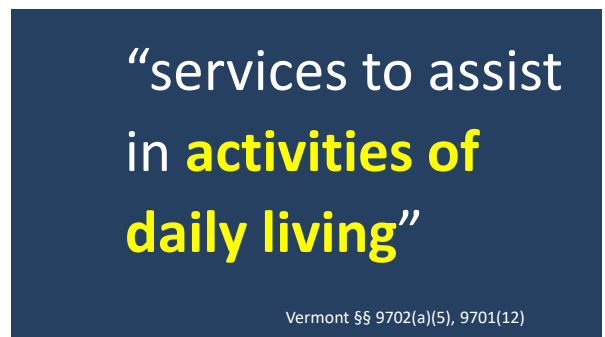 “services to assist
in activities of
daily living”
Vermont §§ 9702(a)(5), 9701(12)